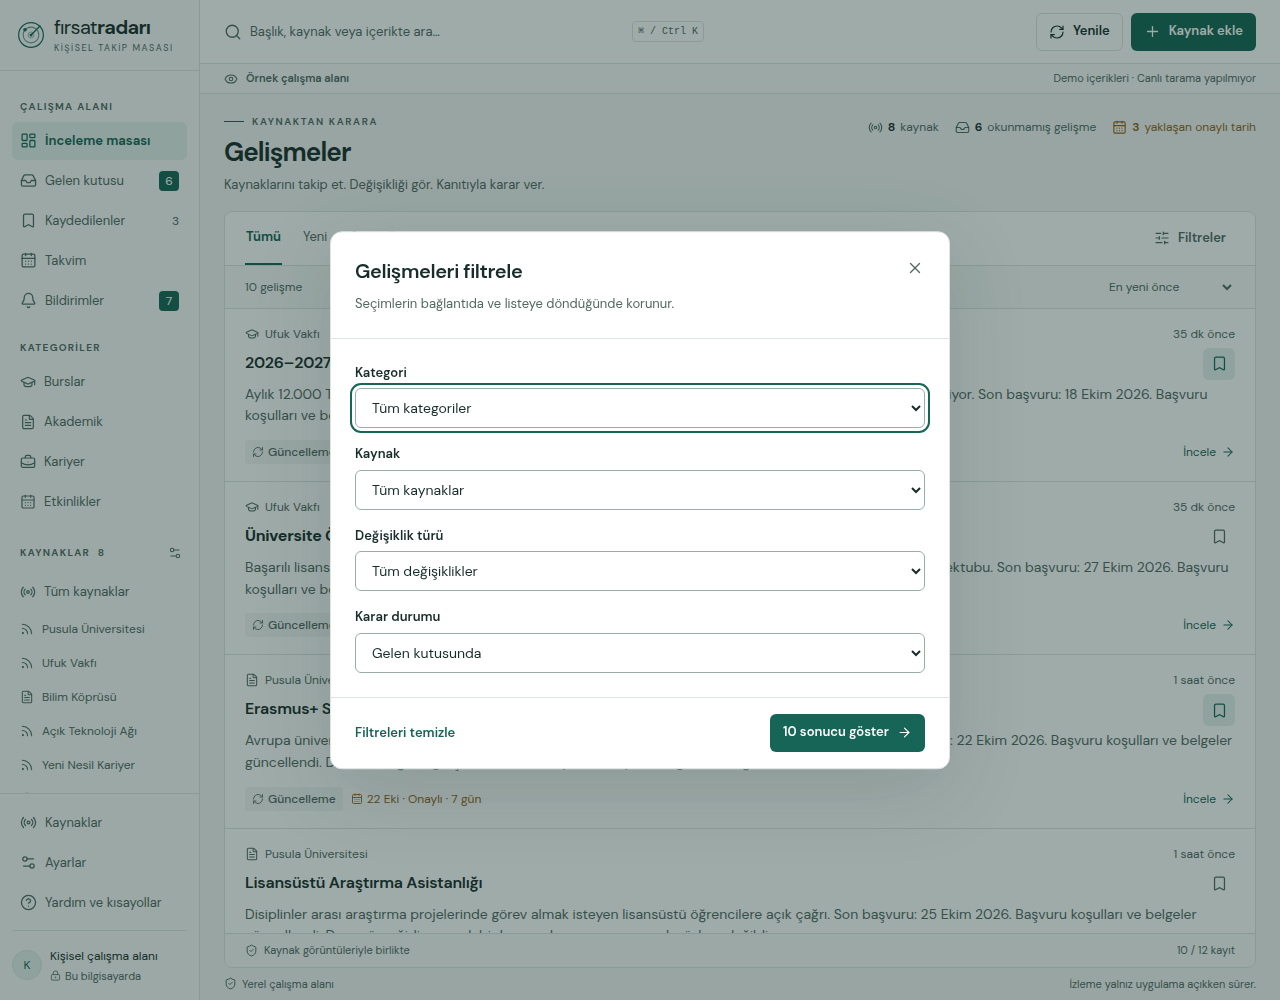 fırsatradarı
KİŞİSEL TAKİP MASASI
Başlık, kaynak veya içerikte ara…
⌘ / Ctrl K
Yenile
Kaynak ekle
Örnek çalışma alanı
Demo içerikleri · Canlı tarama yapılmıyor
ÇALIŞMA ALANI
İnceleme masası
Gelen kutusu 6
Kaydedilenler 3
Takvim
Bildirimler 7
KATEGORİLER
Burslar
Akademik
Kariyer
Etkinlikler
KAYNAKLAR 8
Tüm kaynaklar
Pusula Üniversitesi
Ufuk Vakfı
Bilim Köprüsü
Açık Teknoloji Ağı
Yeni Nesil Kariyer
Kaynaklar
Ayarlar
Yardım ve kısayollar
K
Kişisel çalışma alanı
Bu bilgisayarda
KAYNAKTAN KARARA
Gelişmeler
Kaynaklarını takip et. Değişikliği gör. Kanıtıyla karar ver.
8 kaynak
6 okunmamış gelişme
3 yaklaşan onaylı tarih
Tümü
Yeni
Filtreler
10 gelişme
En yeni önce
Ufuk Vakfı
35 dk önce
2026–2027
Aylık 12.000
Son başvuru: 18 Ekim 2026. Başvuru
koşulları ve
Güncelleme
İncele
Ufuk Vakfı
35 dk önce
Üniversite
Başarılı lisans
Son başvuru: 27 Ekim 2026. Başvuru
koşulları ve
Güncelleme
İncele
Pusula
1 saat önce
Erasmus+
Avrupa
22 Ekim 2026. Başvuru koşulları ve belgeler
güncellendi.
Güncelleme
22 Eki · Onaylı · 7 gün
İncele
Pusula Üniversitesi
1 saat önce
Lisansüstü Araştırma Asistanlığı
Disiplinler arası araştırma projelerinde görev almak isteyen lisansüstü öğrencilere açık çağrı. Son başvuru: 25 Ekim 2026. Başvuru koşulları ve belgeler
Kaynak görüntüleriyle birlikte
10 / 12 kayıt
Yerel çalışma alanı
İzleme yalnız uygulama açıkken sürer.
Gelişmeleri filtrele
Seçimlerin bağlantıda ve listeye döndüğünde korunur.
Kategori
Tüm kategoriler
Kaynak
Tüm kaynaklar
Değişiklik türü
Tüm değişiklikler
Karar durumu
Gelen kutusunda
Filtreleri temizle
10 sonucu göster